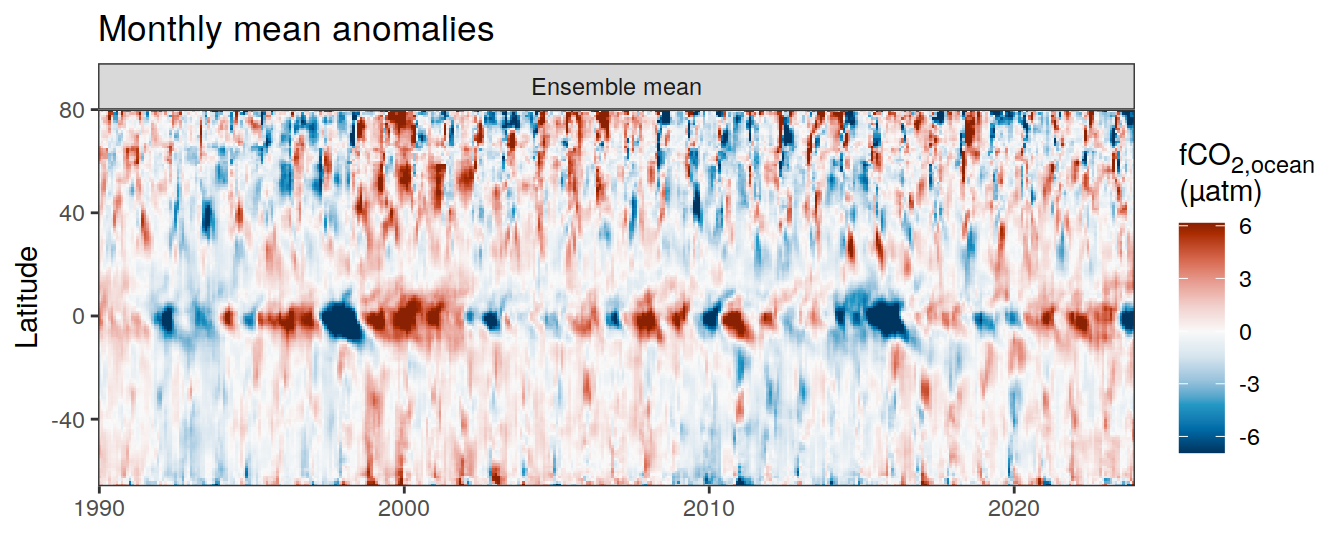 Monthly mean anomalies
Ensemble mean
80
40
0
-40
Latitude
1990
2000
2010
2020
fCO2,ocean
(µatm)
6
3
0
-3
-6